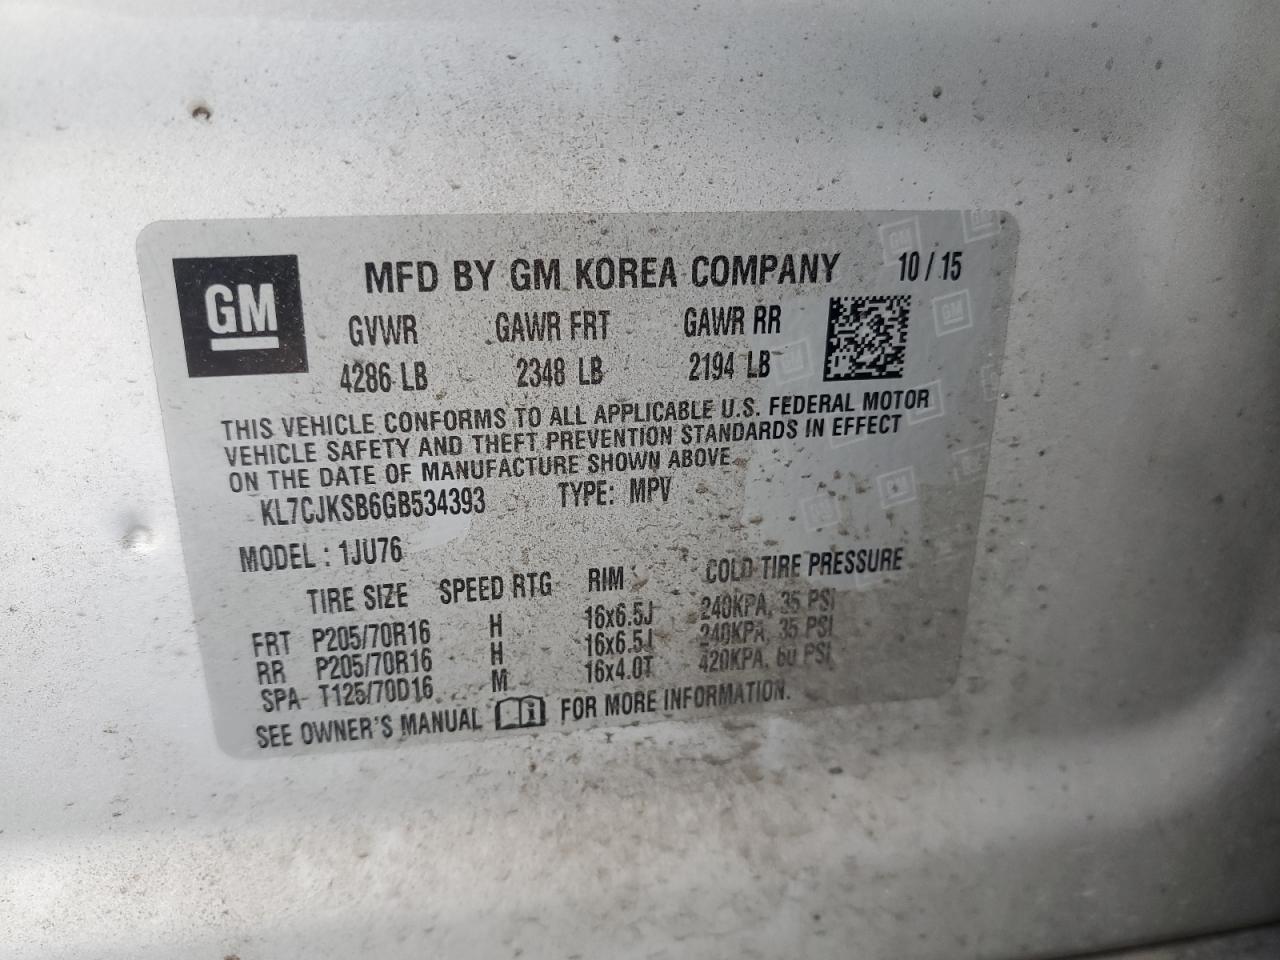 GM
MFD BY GM KOREA COMPANY 10/15
GVWR GAWR FRT GAWR RR
4286 LB 2348 LB 2194 LB
THIS VEHICLE CONFORMS TO ALL APPLICABLE U.S. FEDERAL MOTOR
VEHICLE SAFETY AND THEFT PREVENTION STANDARDS IN EFFECT
ON THE DATE OF MANUFACTURE SHOWN ABOVE.
KL7CJKSB6GB534393 TYPE: MPV
MODEL : 1JU76
TIRE SIZE SPEED RTG RIM COLD TIRE PRESSURE
FRT P205/70R16 H 16x6.5J 240KPA, 35 PSI
RR P205/70R16 H 16x6.5J 240KPA, 35 PSI
SPA T125/70D16 M 16x4.0T 420KPA, 60 PSI
SEE OWNER'S MANUAL FOR MORE INFORMATION.